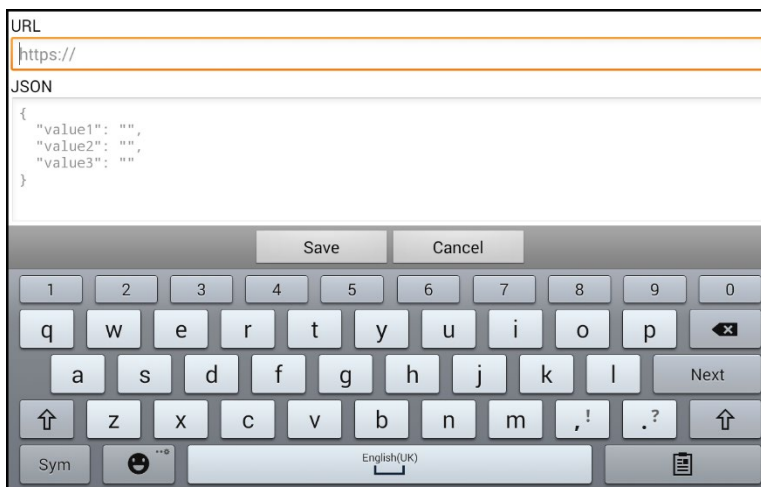 URL
https://
JSON
{
  "value1": "",
  "value2": "",
  "value3": ""
}
Save Cancel
1 2 3 4 5 6 7 8 9 0
q w e r t y u i o p
a s d f g h j k l Next
z x c v b n m ,! .?
Sym English(UK)